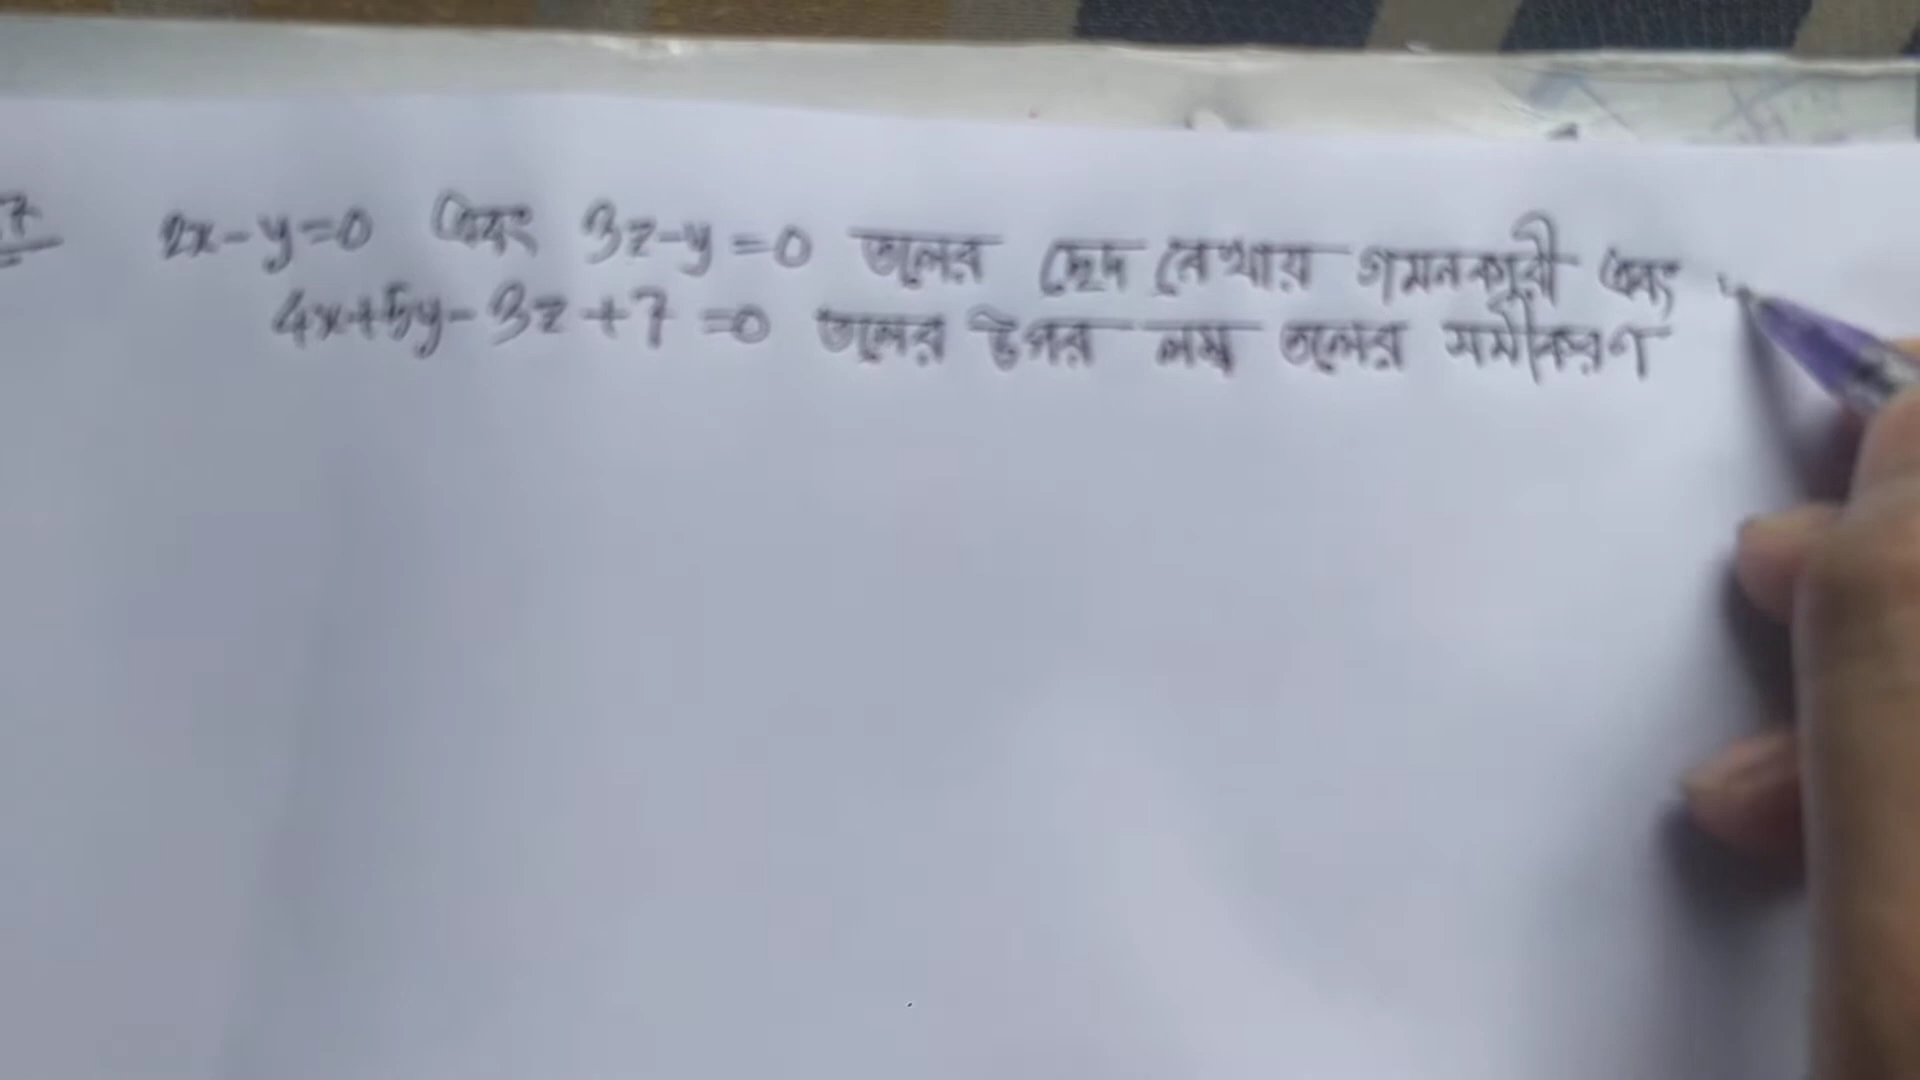 7 2x-y=0 এবং 3z-y=0 তলের ছেদ রেখায় গমনকারী এবং
4x+5y-3z+7=0 তলের উপর লম্ব তলের সমীকরণ